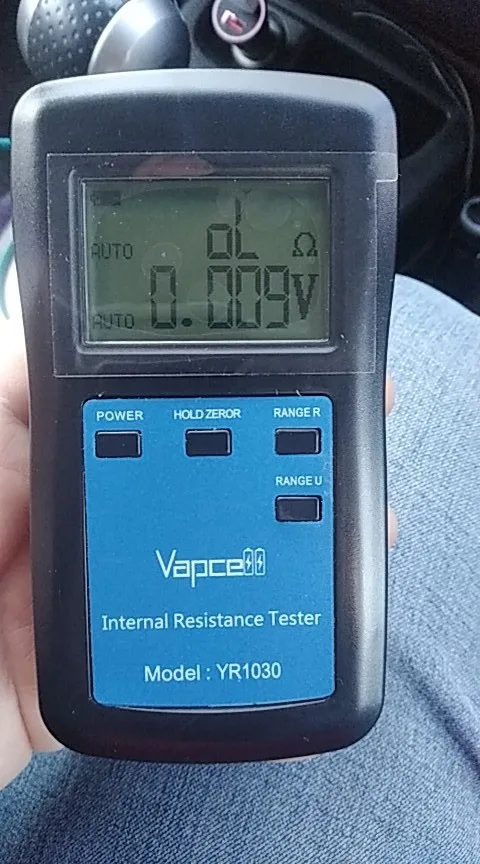 AUTO oL Ω
AUTO 0.009V
POWER HOLD ZEROR RANGE R
RANGE U
Vapcell
Internal Resistance Tester
Model : YR1030